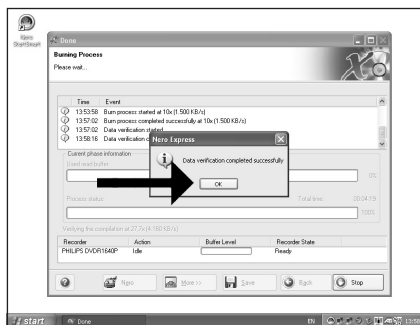 Nero
StartSmart
Done
Burning Process
Please wait...
Time Event
13:53:58 Burn process started at 10x (1.500 KB/s)
13:57:02 Burn process completed successfully at 10x (1.500 KB/s)
13:57:02 Data verification started
13:58:16 Data verification c
Nero Express
Data verification completed successfully
OK
Current phase information
Used read buffer
0%
Process status:
Total time: 00:04:19
100%
Verifying the compilation at 27,7x (4.160 KB/s)
Recorder Action Buffer Level Recorder State
PHILIPS DVDR1640P Idle Ready
Nero
More >>
Save
Back
Stop
start
Done
EN
13:58